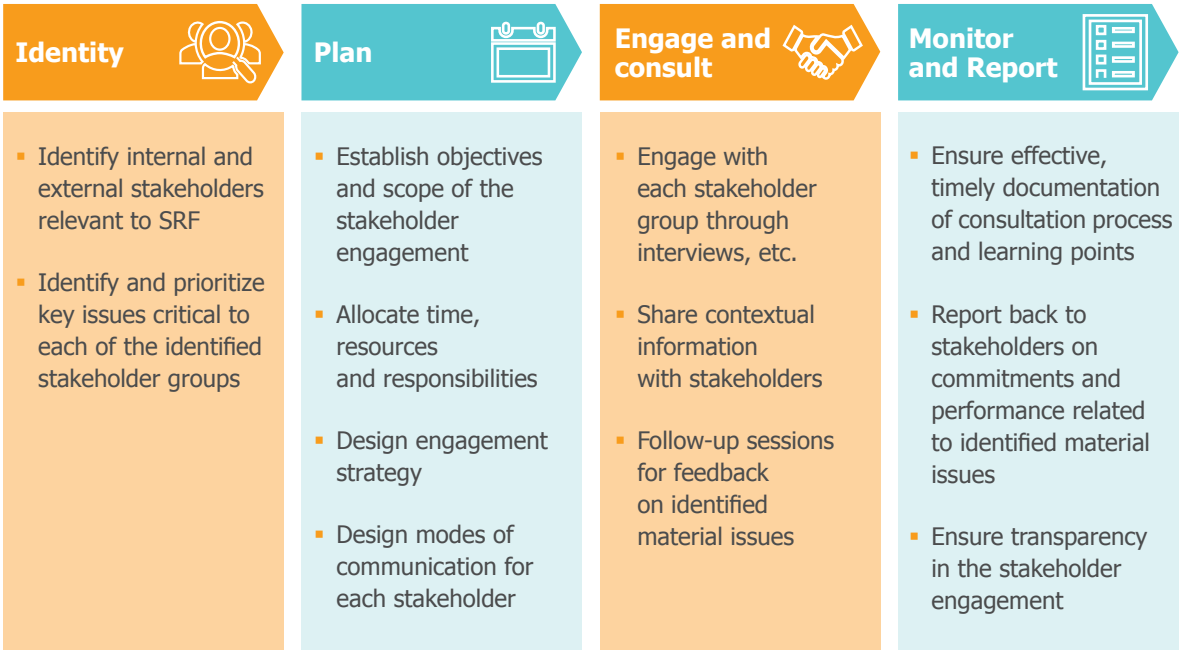 Identity
▪ Identify internal and
external stakeholders
relevant to SRF
▪ Identify and prioritize
key issues critical to
each of the identified
stakeholder groups
Plan
▪ Establish objectives
and scope of the
stakeholder
engagement
▪ Allocate time,
resources
and responsibilities
▪ Design engagement
strategy
▪ Design modes of
communication for
each stakeholder
Engage and
consult
▪ Engage with
each stakeholder
group through
interviews, etc.
▪ Share contextual
information
with stakeholders
▪ Follow-up sessions
for feedback
on identified
material issues
Monitor
and Report
▪ Ensure effective,
timely documentation
of consultation process
and learning points
▪ Report back to
stakeholders on
commitments and
performance related
to identified material
issues
▪ Ensure transparency
in the stakeholder
engagement